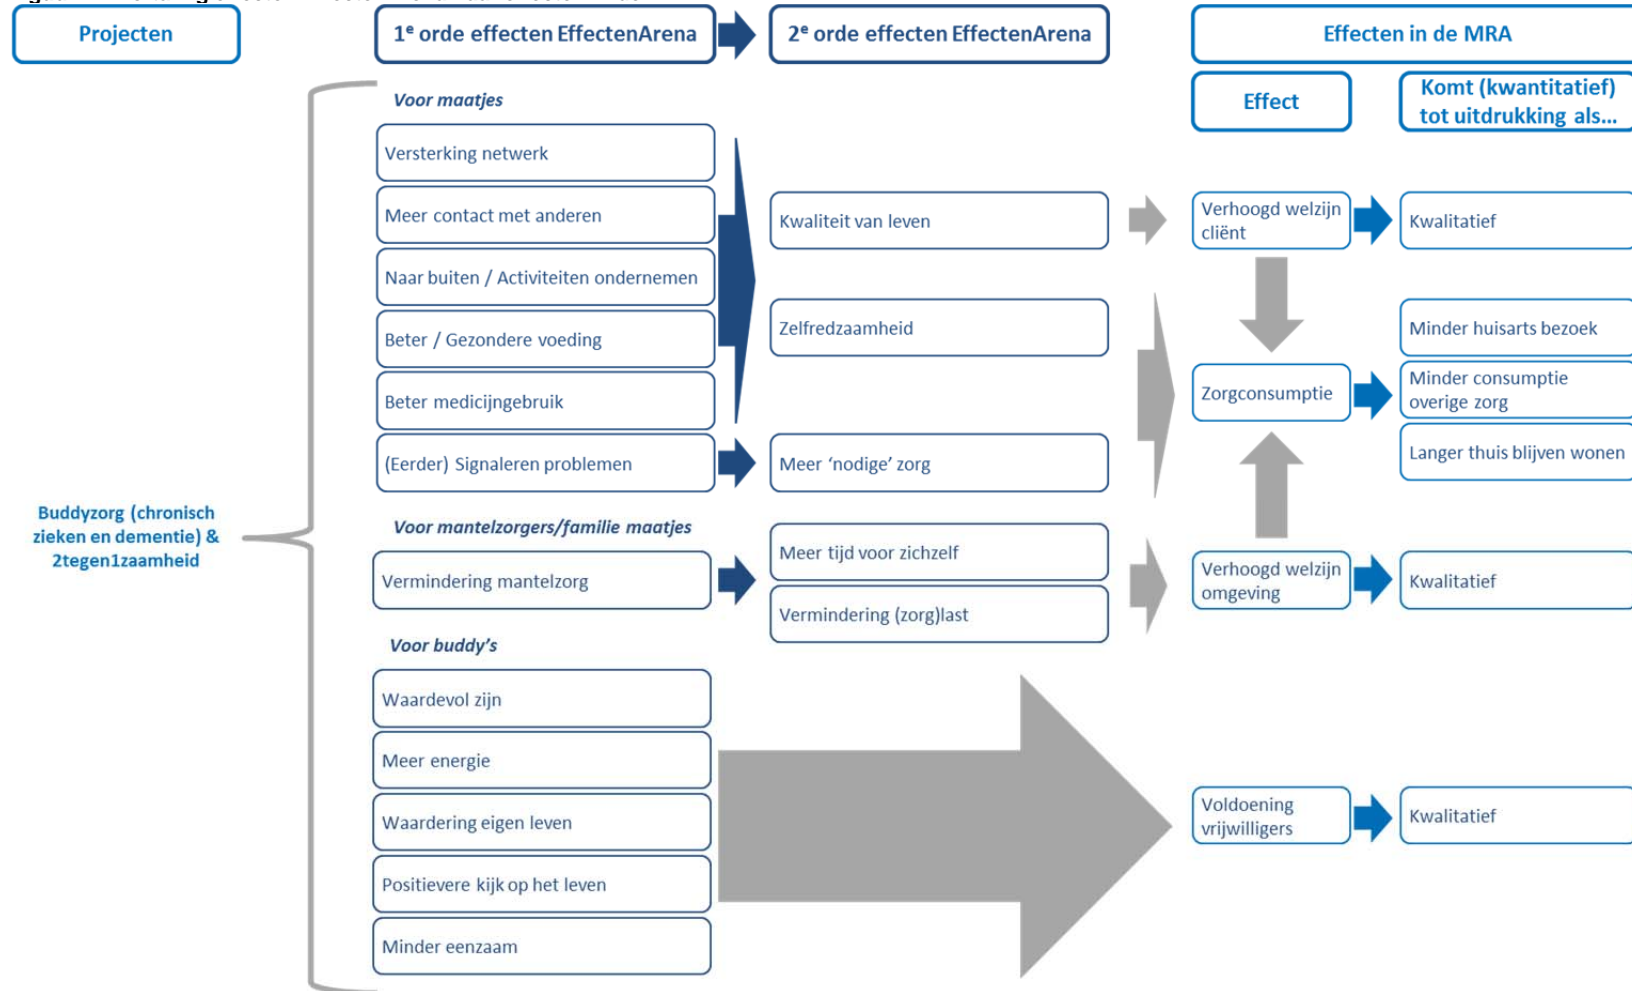 Projecten
1e orde effecten EffectenArena
2e orde effecten EffectenArena
Effecten in de MRA
Effect
Komt (kwantitatief)
tot uitdrukking als...
Voor maatjes
Versterking netwerk
Meer contact met anderen
Naar buiten / Activiteiten ondernemen
Beter / Gezondere voeding
Beter medicijngebruik
(Eerder) Signaleren problemen
Kwaliteit van leven
Zelfredzaamheid
Meer ‘nodige’ zorg
Verhoogd welzijn
cliënt
Kwalitatief
Zorgconsumptie
Minder huisarts bezoek
Minder consumptie
overige zorg
Langer thuis blijven wonen
Buddyzorg (chronisch
zieken en dementie) &
2tegen1zaamheid
Voor mantelzorgers/familie maatjes
Vermindering mantelzorg
Meer tijd voor zichzelf
Vermindering (zorg)last
Verhoogd welzijn
omgeving
Kwalitatief
Voor buddy’s
Waardevol zijn
Meer energie
Waardering eigen leven
Positievere kijk op het leven
Minder eenzaam
Voldoening
vrijwilligers
Kwalitatief